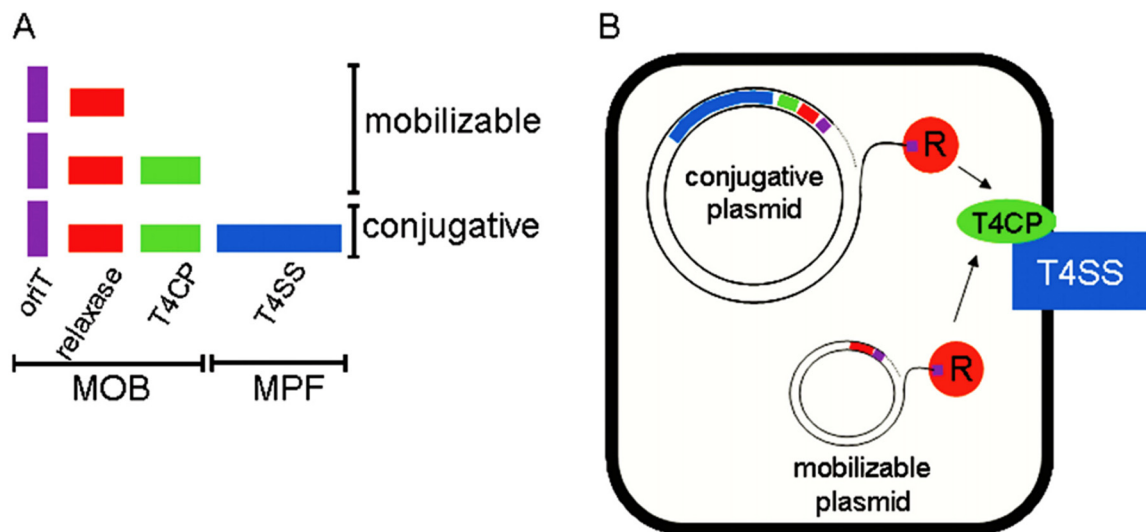 A
mobilizable
conjugative
oriT
relaxase
T4CP
T4SS
MOB
MPF
B
conjugative
plasmid
R
T4CP
T4SS
R
mobilizable
plasmid